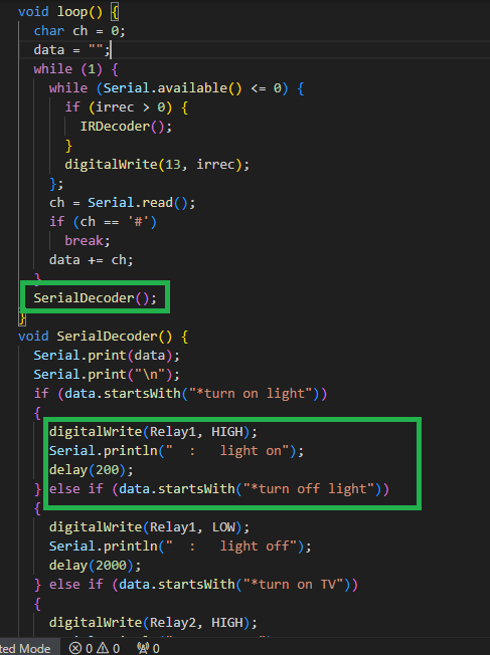 void loop() {
char ch = 0;
data = "";
while (1) {
while (Serial.available() <= 0) {
if (irrec > 0) {
IRDecoder();
}
digitalWrite(13, irrec);
};
ch = Serial.read();
if (ch == '#')
break;
data += ch;
}
SerialDecoder();
}
void SerialDecoder() {
Serial.print(data);
Serial.print("\n");
if (data.startsWith("*turn on light"))
{
digitalWrite(Relay1, HIGH);
Serial.println("  :   light on");
delay(200);
} else if (data.startsWith("*turn off light"))
{
digitalWrite(Relay1, LOW);
Serial.println("  :   light off");
delay(2000);
} else if (data.startsWith("*turn on TV"))
{
digitalWrite(Relay2, HIGH);
ted Mode 0 0 0